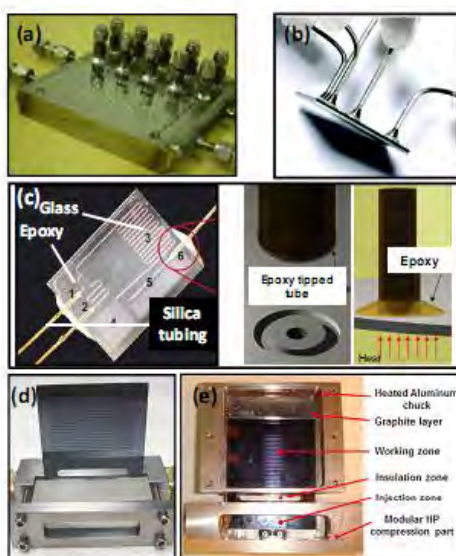 (a)
(b)
(c)
Glass
Epoxy
1
2
3
4
5
6
Silica
tubing
Epoxy tipped
tube
Epoxy
Heat
(d)
(e)
Heated Aluminum
chuck
Graphite layer
Working zone
Insulation zone
Injection zone
Modular HP
compression part